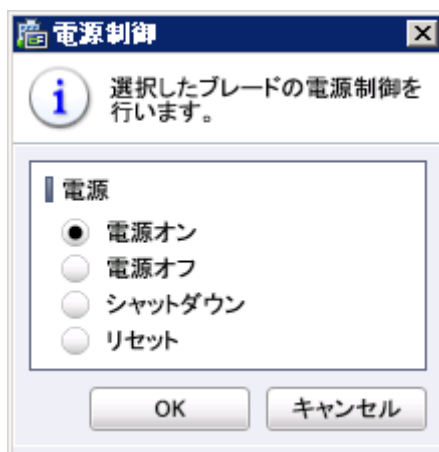 電源制御
選択したブレードの電源制御を
行います。
電源
電源オン
電源オフ
シャットダウン
リセット
OK
キャンセル